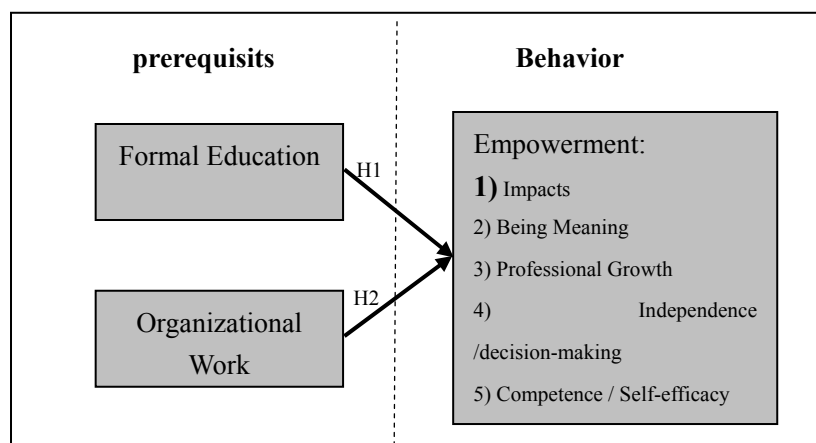 prerequisits
Behavior
Formal Education
H1
Organizational
Work
H2
Empowerment:
1) Impacts
2) Being Meaning
3) Professional Growth
4) Independence
/decision-making
5) Competence / Self-efficacy